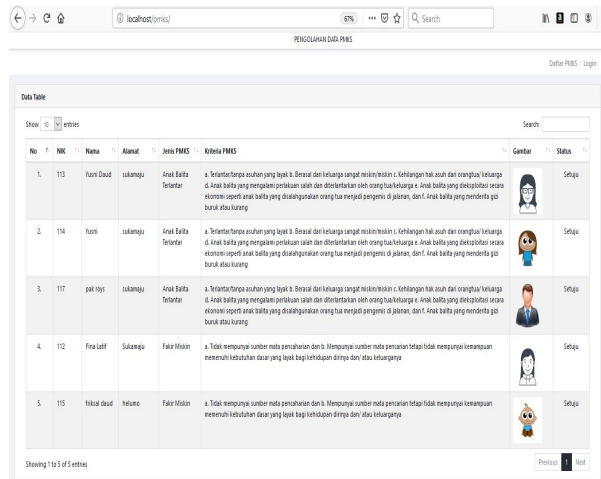 localhost/pmks/
67%
Search
PENGOLAHAN DATA PMKS
Daftar PMKS / Login
Data Table
Show 10 entries
Search:
No NIK Nama Alamat Jenis PMKS Kriteria PMKS Gambar Status
1. 113 Yusni Daud sukamaju Anak Balita Terlantar Setuju
a. Terlantar/tanpa asuhan yang layak b. Berasal dari keluarga sangat miskin/miskin c. Kehilangan hak asuh dari orangtua/ keluarga
d. Anak balita yang mengalami perlakuan salah dan diterlantarkan oleh orang tua/keluarga e. Anak balita yang dieksploitasi secara
ekonomi seperti anak balita yang disalahgunakan orang tua menjadi pengemis di jalanan, dan f. Anak balita yang menderita gizi
buruk atau kurang
2. 114 Yusni sukamaju Anak Balita Terlantar Setuju
a. Terlantar/tanpa asuhan yang layak b. Berasal dari keluarga sangat miskin/miskin c. Kehilangan hak asuh dari orangtua/ keluarga
d. Anak balita yang mengalami perlakuan salah dan diterlantarkan oleh orang tua/keluarga e. Anak balita yang dieksploitasi secara
ekonomi seperti anak balita yang disalahgunakan orang tua menjadi pengemis di jalanan, dan f. Anak balita yang menderita gizi
buruk atau kurang
3. 117 pak roys sukamaju Anak Balita Terlantar Setuju
a. Terlantar/tanpa asuhan yang layak b. Berasal dari keluarga sangat miskin/miskin c. Kehilangan hak asuh dari orangtua/ keluarga
d. Anak balita yang mengalami perlakuan salah dan diterlantarkan oleh orang tua/keluarga e. Anak balita yang dieksploitasi secara
ekonomi seperti anak balita yang disalahgunakan orang tua menjadi pengemis di jalanan, dan f. Anak balita yang menderita gizi
buruk atau kurang
4. 112 Fina Latif Sukamaju Fakir Miskin Setuju
a. Tidak mempunyai sumber mata pencaharian dan b. Mempunyai sumber mata pencarian tetapi tidak mempunyai kemampuan
memenuhi kebutuhan dasar yang layak bagi kehidupan dirinya dan/ atau keluarganya
5. 115 friksal daud helumo Fakir Miskin Setuju
a. Tidak mempunyai sumber mata pencaharian dan b. Mempunyai sumber mata pencarian tetapi tidak mempunyai kemampuan
memenuhi kebutuhan dasar yang layak bagi kehidupan dirinya dan/ atau keluarganya
Showing 1 to 5 of 5 entries
Previous 1 Next